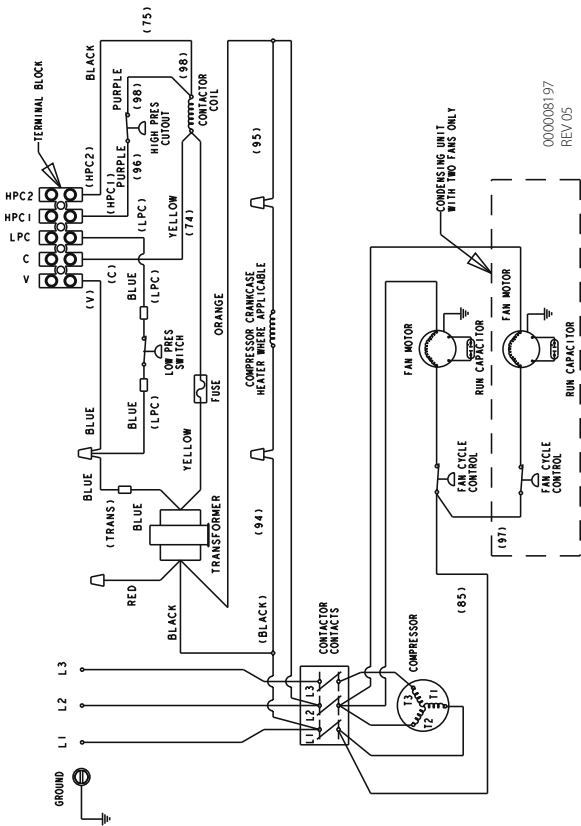 TERMINAL BLOCK
HPC2
HPC1
LPC
C
V
(75)
BLACK
(HPC2)
PURPLE
(98)
(98)
HIGH PRES
CUTOUT
PURPLE
(96)
(HPC1)
CONTACTOR
COIL
(LPC)
YELLOW
(74)
(C)
(V)
BLUE
(LPC)
LOW PRES
SWITCH
BLUE
(LPC)
BLUE
ORANGE
FUSE
YELLOW
BLUE
(TRANS)
BLUE
TRANSFORMER
RED
BLACK
(95)
COMPRESSOR CRANKCASE
HEATER WHERE APPLICABLE
(94)
(BLACK)
L3
L2
L1
GROUND
CONTACTOR
CONTACTS
L1
L2
L3
COMPRESSOR
T3
T2
T1
(85)
(97)
FAN MOTOR
RUN CAPACITOR
FAN CYCLE
CONTROL
CONDENSING UNIT
WITH TWO FANS ONLY
FAN MOTOR
RUN CAPACITOR
FAN CYCLE
CONTROL
000008197
REV 05